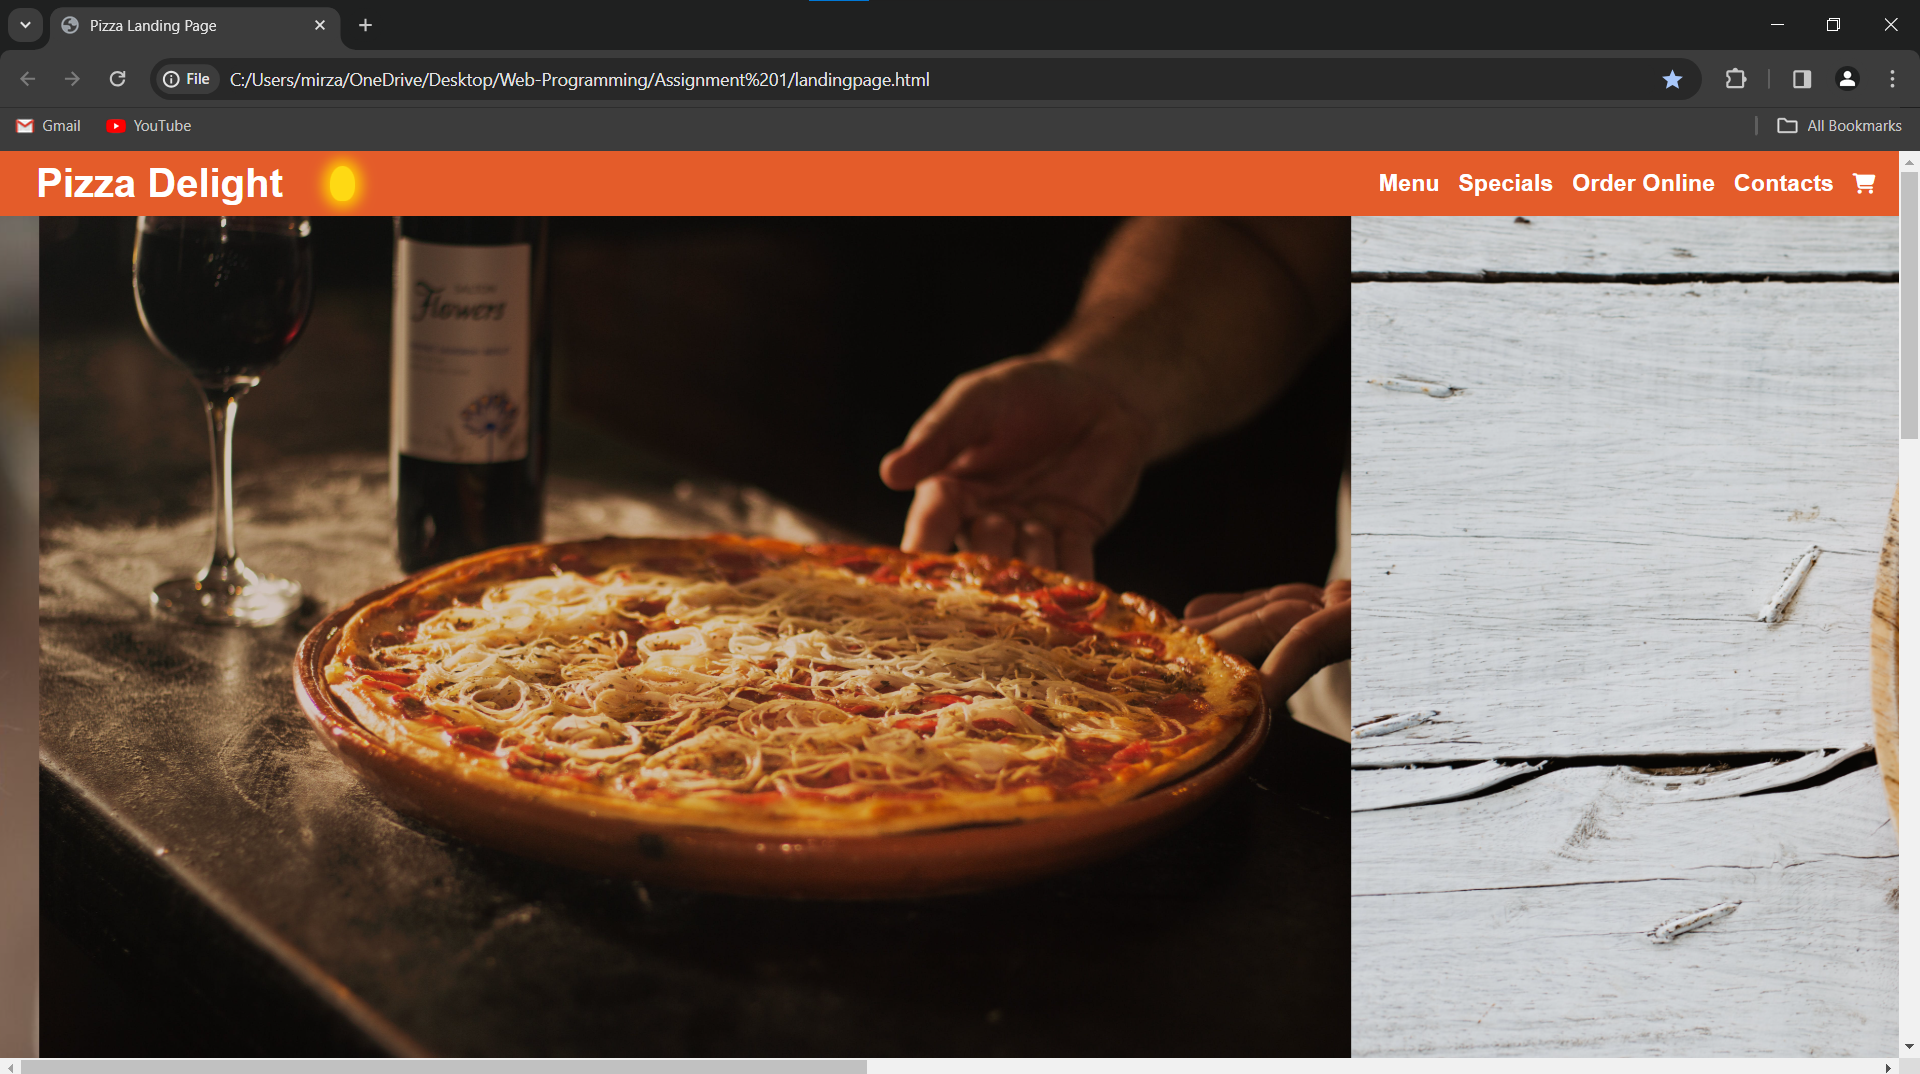 Pizza Landing Page
File C:/Users/mirza/OneDrive/Desktop/Web-Programming/Assignment%201/landingpage.html
Gmail YouTube All Bookmarks
Pizza Delight Menu Specials Order Online Contacts
Flowers